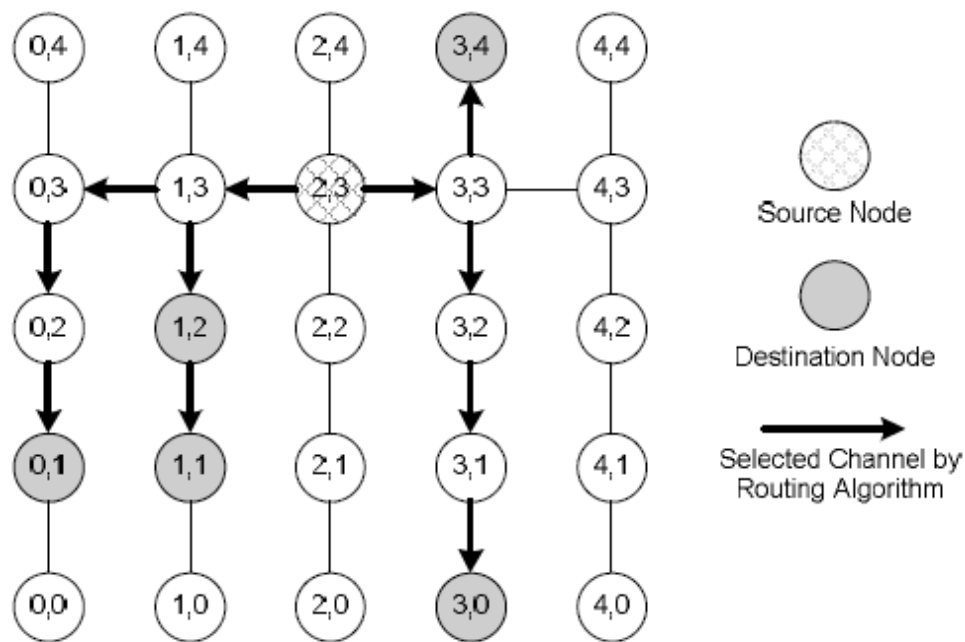 0,4 1,4 2,4 3,4 4,4
0,3 1,3 2,3 3,3 4,3
0,2 1,2 2,2 3,2 4,2
0,1 1,1 2,1 3,1 4,1
0,0 1,0 2,0 3,0 4,0
Source Node
Destination Node
Selected Channel by
Routing Algorithm